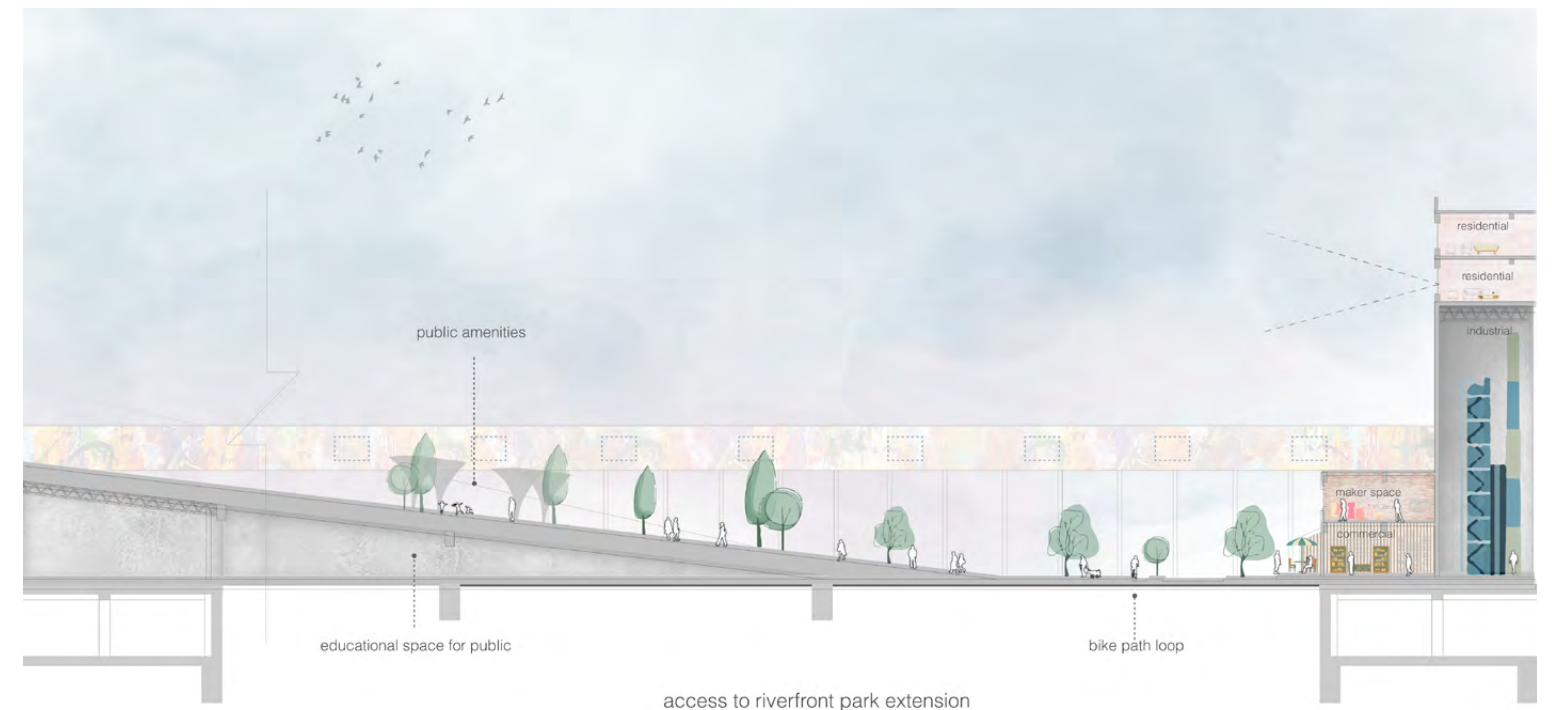 residential
residential
industrial
public amenities
maker space
commercial
educational space for public
bike path loop
access to riverfront park extension